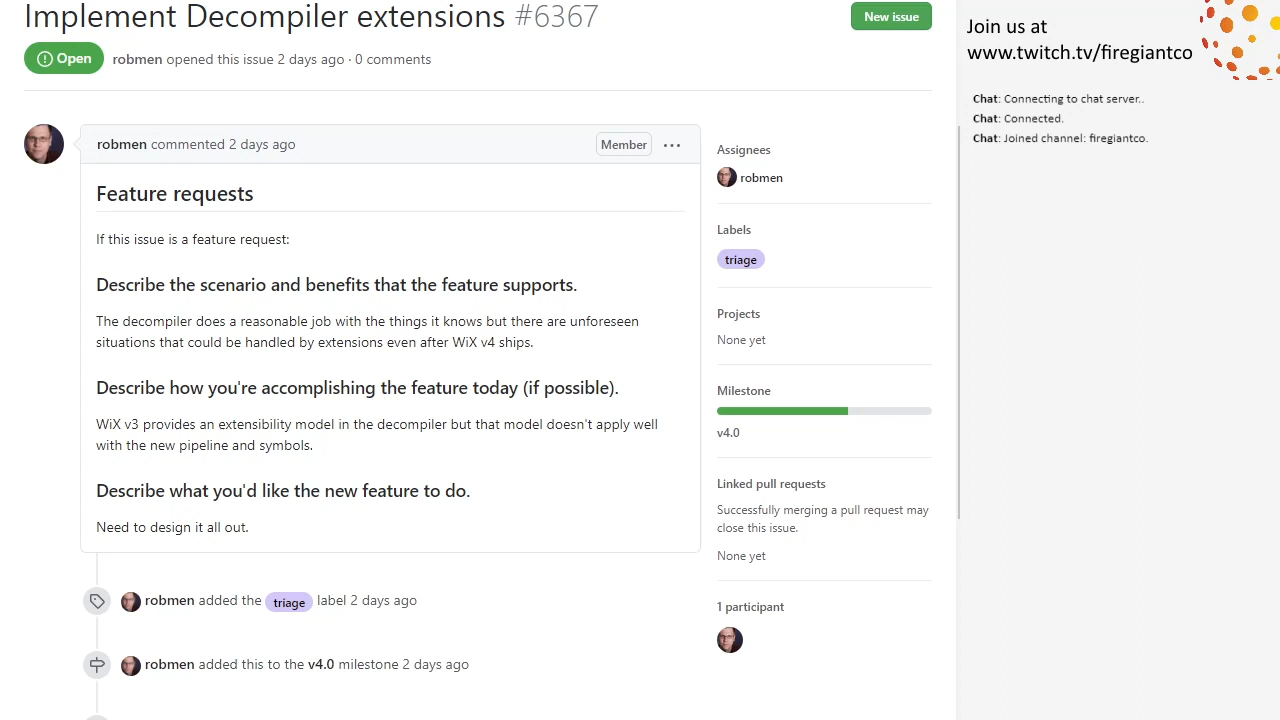 Implement Decompiler extensions #6367
New issue
Open robmen opened this issue 2 days ago · 0 comments
robmen commented 2 days ago
Member
Feature requests
If this issue is a feature request:
Describe the scenario and benefits that the feature supports.
The decompiler does a reasonable job with the things it knows but there are unforeseen
situations that could be handled by extensions even after WiX v4 ships.
Describe how you're accomplishing the feature today (if possible).
WiX v3 provides an extensibility model in the decompiler but that model doesn't apply well
with the new pipeline and symbols.
Describe what you'd like the new feature to do.
Need to design it all out.
robmen added the triage label 2 days ago
robmen added this to the v4.0 milestone 2 days ago
Assignees
robmen
Labels
triage
Projects
None yet
Milestone
v4.0
Linked pull requests
Successfully merging a pull request may
close this issue.
None yet
1 participant
Join us at
www.twitch.tv/firegiantco
Chat: Connecting to chat server..
Chat: Connected.
Chat: Joined channel: firegiantco.